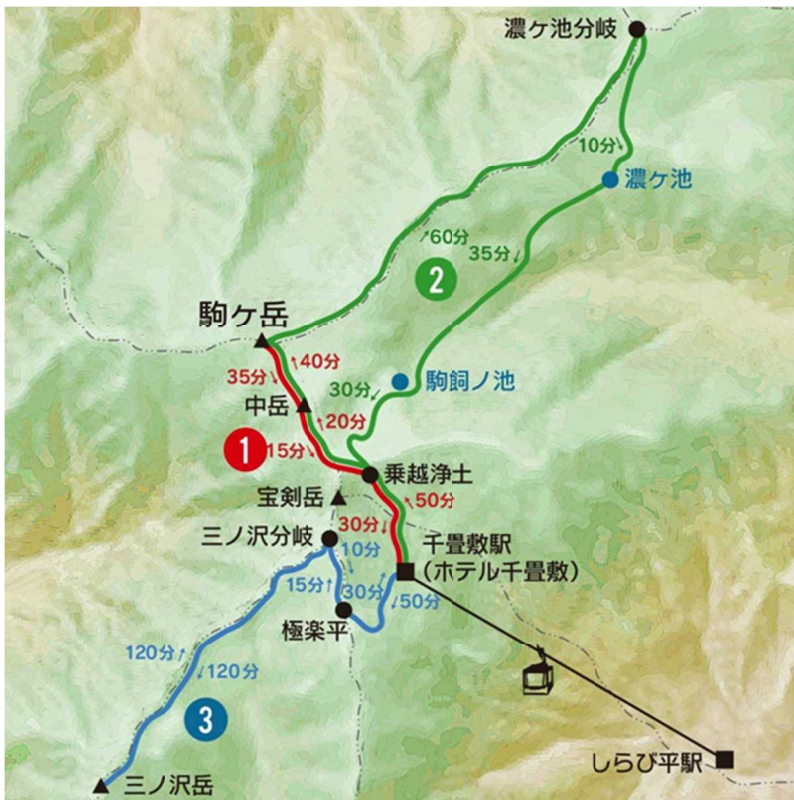 濃ヶ池分岐
10分↓
濃ヶ池
↗60分
35分↓
2
駒ヶ岳
↑40分
35分↓
30分↙
駒飼ノ池
中岳
↑20分
1
15分↓
乗越浄土
宝剣岳
↖50分
30分↓
三ノ沢分岐
10分↓
千畳敷駅
(ホテル千畳敷)
15分↑
30分↗
↙50分
極楽平
120分↑
↓120分
3
しらび平駅
三ノ沢岳